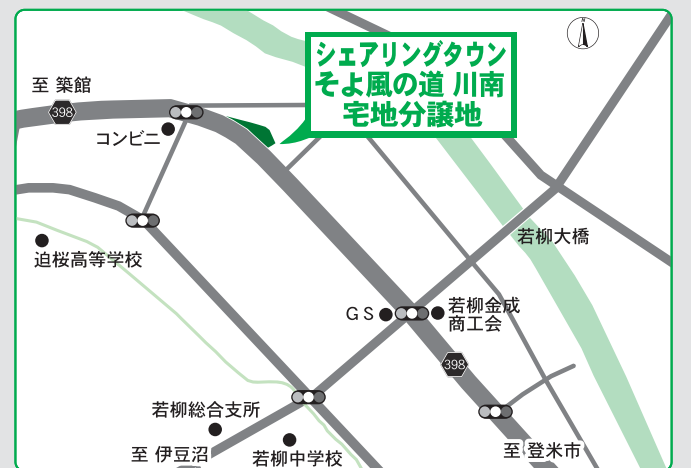 N
シェアリングタウン
そよ風の道 川南
宅地分譲地
至 築館
398
コンビニ
迫桜高等学校
若柳大橋
GS
若柳金成
商工会
398
若柳総合支所
至 伊豆沼
若柳中学校
至 登米市